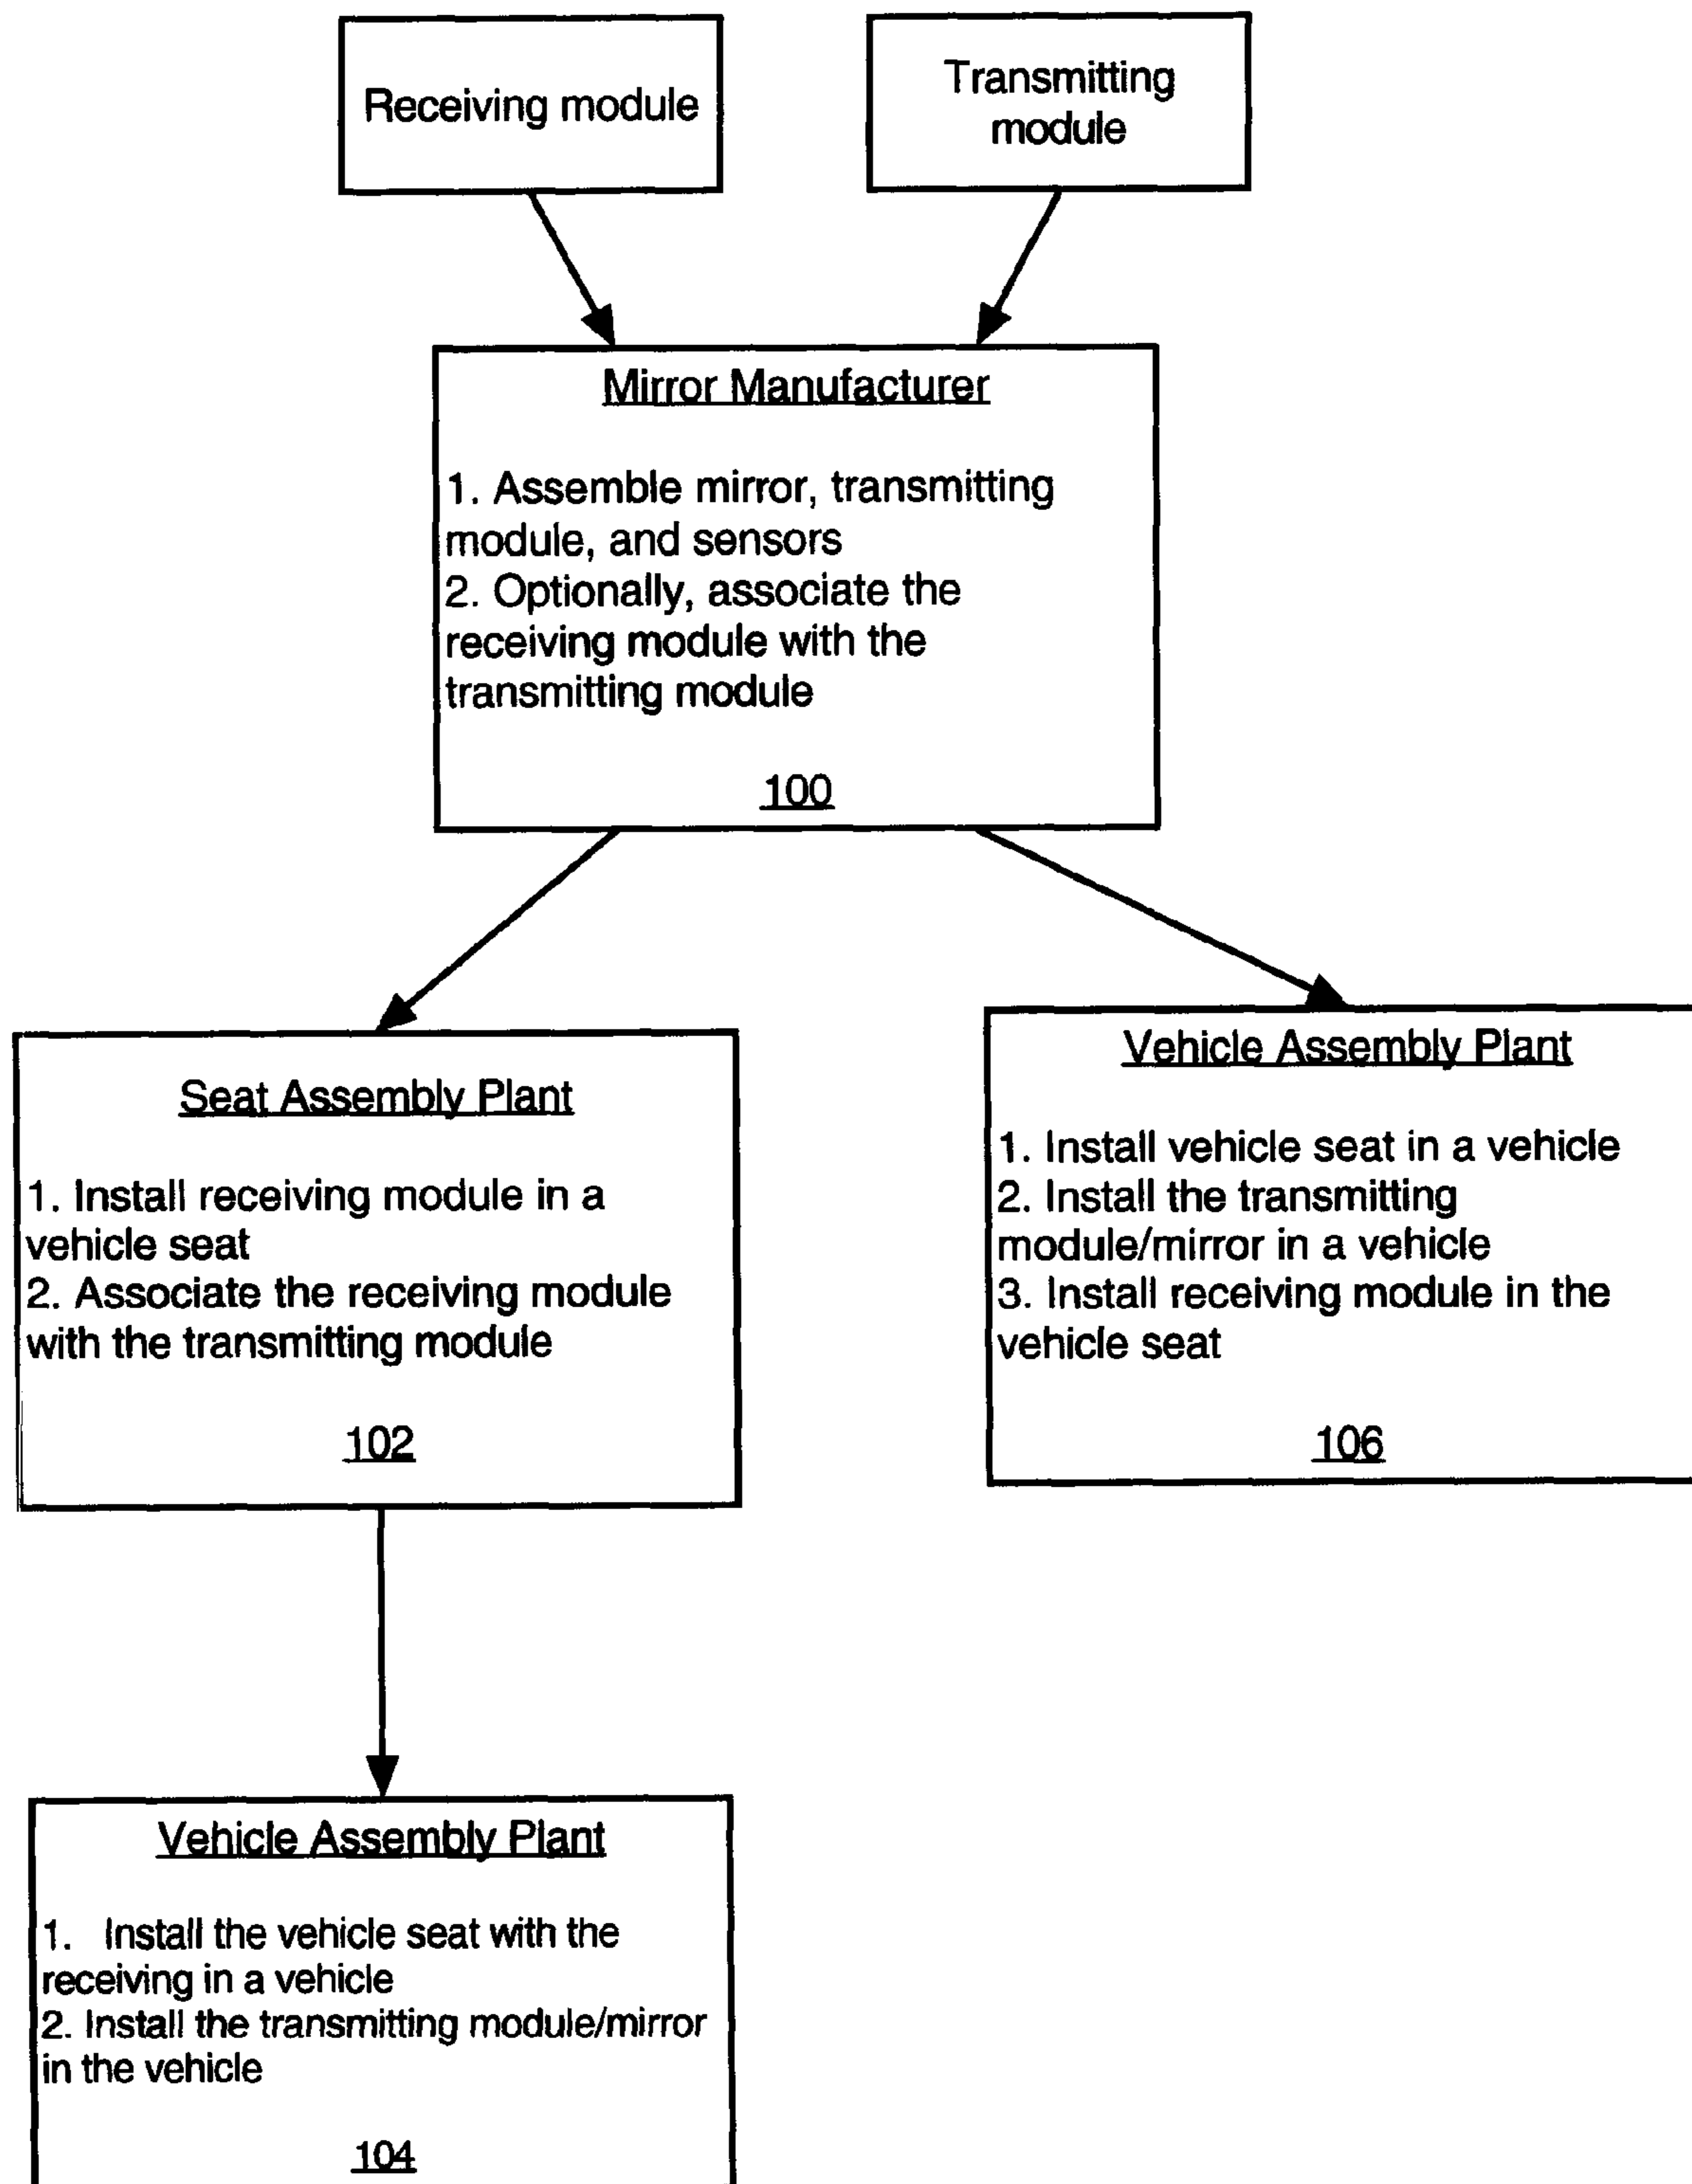 Receiving module
Transmitting
module
Mirror Manufacturer
1. Assemble mirror, transmitting
module, and sensors
2. Optionally, associate the
receiving module with the
transmitting module
100
Seat Assembly Plant
1. Install receiving module in a
vehicle seat
2. Associate the receiving module
with the transmitting module
102
Vehicle Assembly Plant
1. Install vehicle seat in a vehicle
2. Install the transmitting
module/mirror in a vehicle
3. Install receiving module in the
vehicle seat
106
Vehicle Assembly Plant
1. Install the vehicle seat with the
receiving in a vehicle
2. Install the transmitting module/mirror
in the vehicle
104